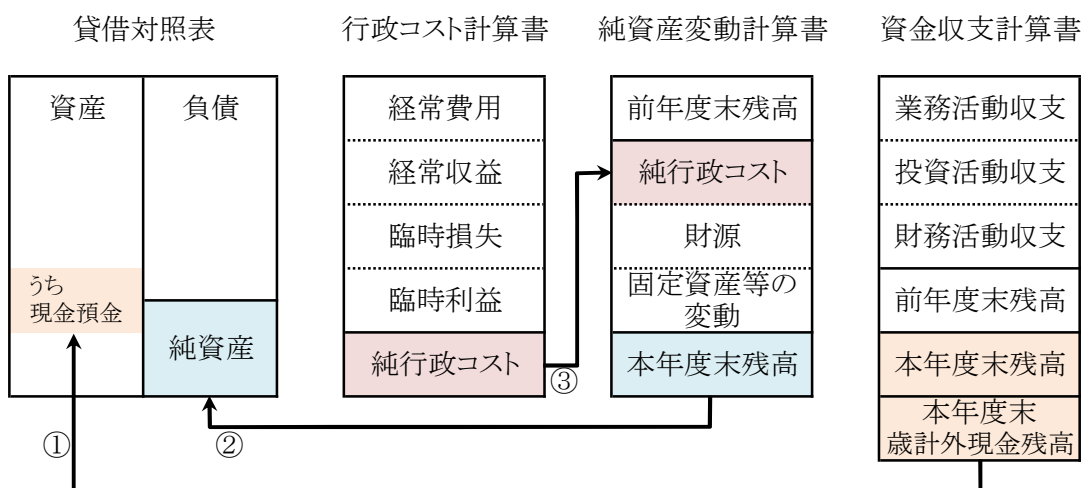 貸借対照表
資産
負債
うち
現金預金
純資産
①
②
行政コスト計算書
経常費用
経常収益
臨時損失
臨時利益
純行政コスト
③
純資産変動計算書
前年度末残高
純行政コスト
財源
固定資産等の
変動
本年度末残高
資金収支計算書
業務活動収支
投資活動収支
財務活動収支
前年度末残高
本年度末残高
本年度末
歳計外現金残高